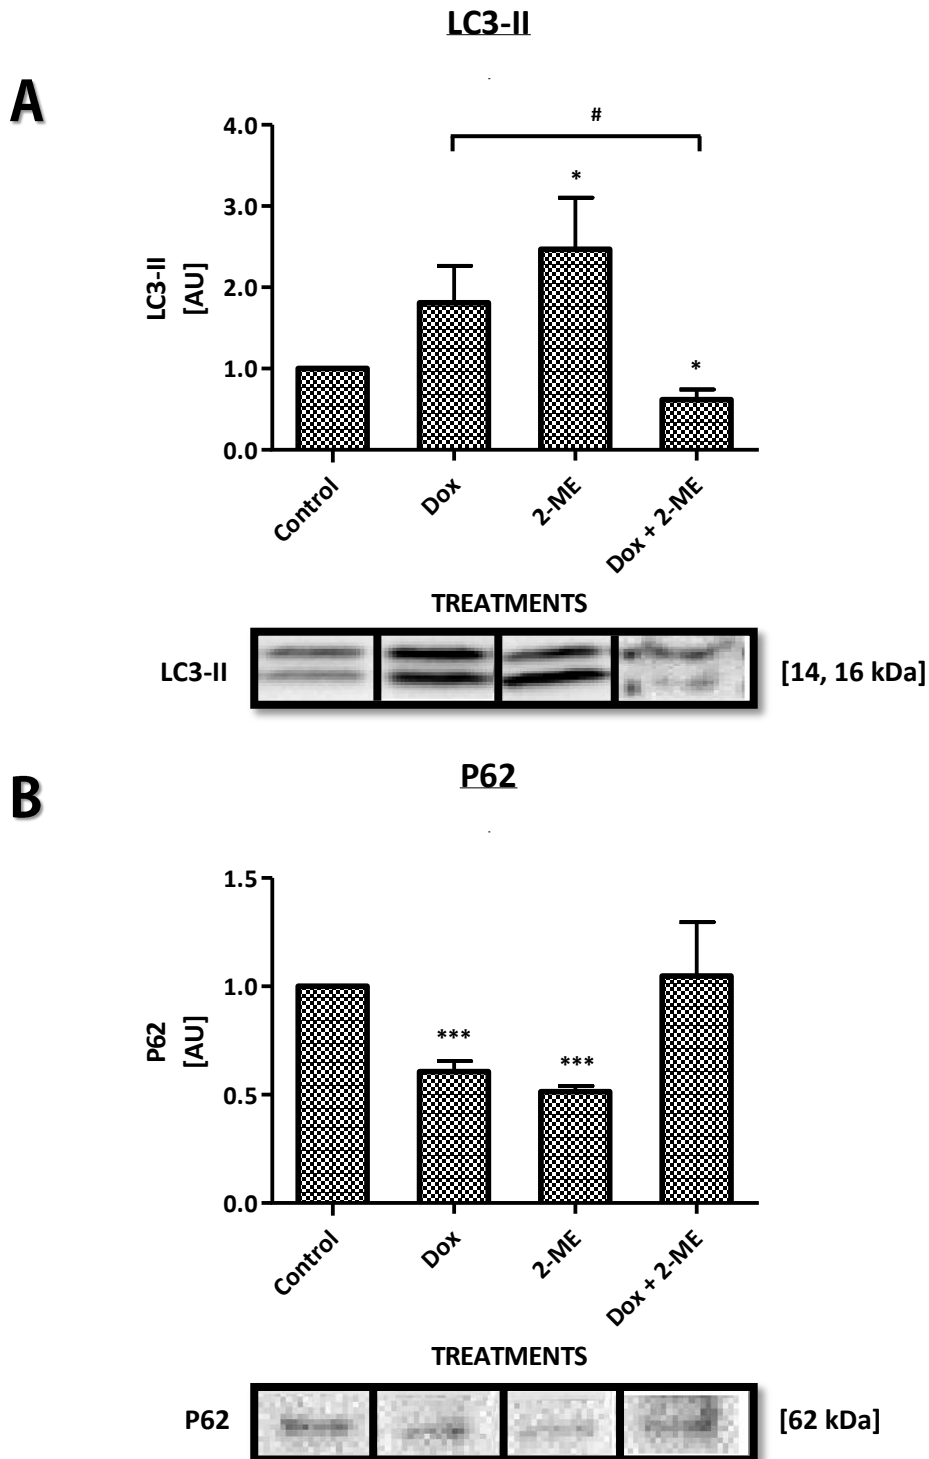 LC3-II
A
#
4.0
*
3.0
LC3-II
[AU]
2.0
1.0
*
0.0
Control
Dox
2-ME
Dox + 2-ME
TREATMENTS
LC3-II
[14, 16 kDa]
P62
B
1.5
1.0
P62
[AU]
***
***
0.5
0.0
Control
Dox
2-ME
Dox + 2-ME
TREATMENTS
P62
[62 kDa]